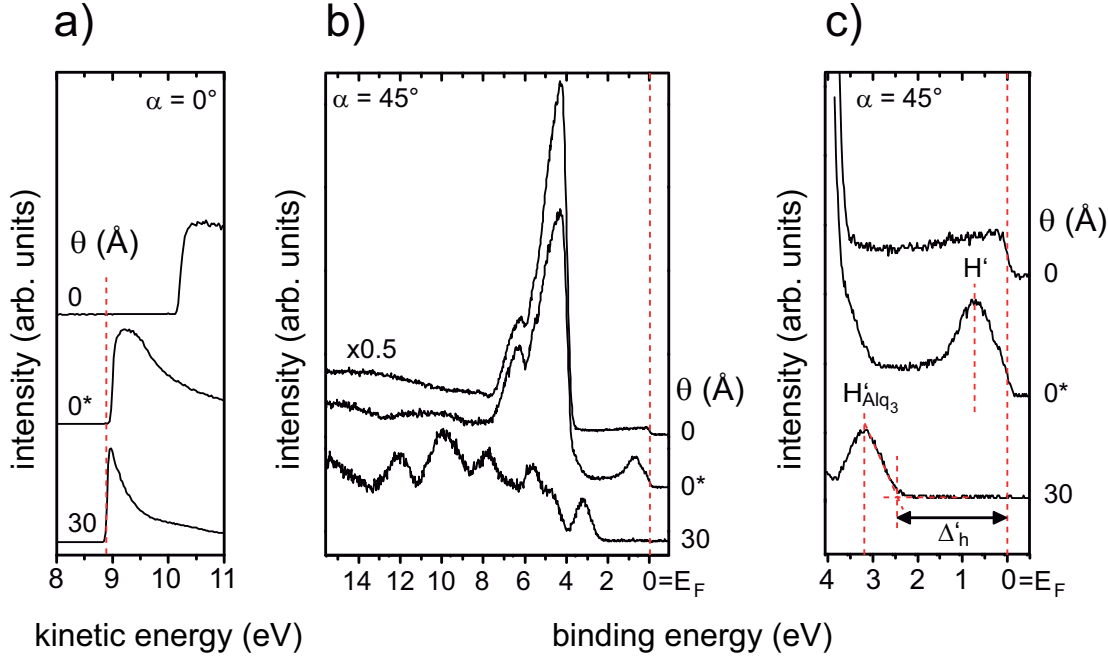 a)
α = 0°
θ (Å)
0
0*
30
intensity (arb. units)
8 9 10 11
kinetic energy (eV)
b)
α = 45°
x0.5
θ (Å)
0
0*
30
intensity (arb. units)
14 12 10 8 6 4 2 0=E_F
binding energy (eV)
c)
α = 45°
θ (Å)
0
H‘
0*
H‘Alq₃
30
Δ‘h
intensity (arb. units)
4 3 2 1 0=E_F